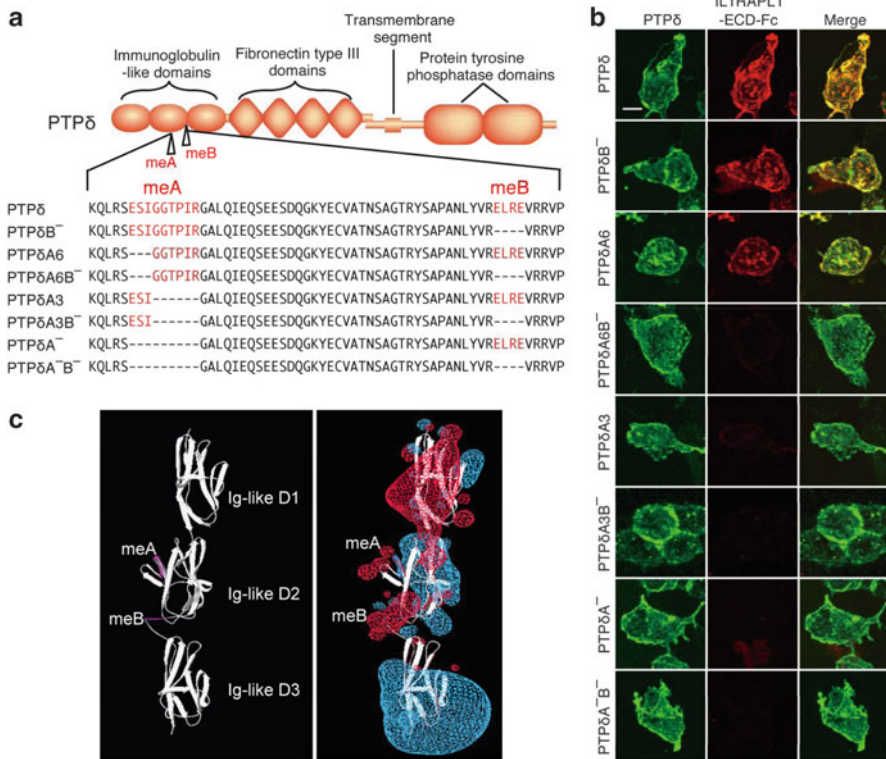 a
Transmembrane
segment
Immunoglobulin
-like domains
Fibronectin type III
domains
Protein tyrosine
phosphatase domains
PTPδ
meA
meB
meA
meB
PTPδ KQLRSESIGGTPIRGALQIEQSEESDQGKYECVATNSAGTRYSAPANLYVRELREVRRVP
PTPδB⁻ KQLRSESIGGTPIRGALQIEQSEESDQGKYECVATNSAGTRYSAPANLYVR----VRRVP
PTPδA6 KQLRS---GGTPIRGALQIEQSEESDQGKYECVATNSAGTRYSAPANLYVRELREVRRVP
PTPδA6B⁻ KQLRS---GGTPIRGALQIEQSEESDQGKYECVATNSAGTRYSAPANLYVR----VRRVP
PTPδA3 KQLRSESI------GALQIEQSEESDQGKYECVATNSAGTRYSAPANLYVRELREVRRVP
PTPδA3B⁻ KQLRSESI------GALQIEQSEESDQGKYECVATNSAGTRYSAPANLYVR----VRRVP
PTPδA⁻ KQLRS---------GALQIEQSEESDQGKYECVATNSAGTRYSAPANLYVRELREVRRVP
PTPδA⁻B⁻ KQLRS---------GALQIEQSEESDQGKYECVATNSAGTRYSAPANLYVR----VRRVP
b
PTPδ
IL1RAPL1
-ECD-Fc
Merge
PTPδ
PTPδB⁻
PTPδA6
PTPδA6B⁻
PTPδA3
PTPδA3B⁻
PTPδA⁻
PTPδA⁻B⁻
c
Ig-like D1
meA
Ig-like D2
meB
Ig-like D3
meA
meB